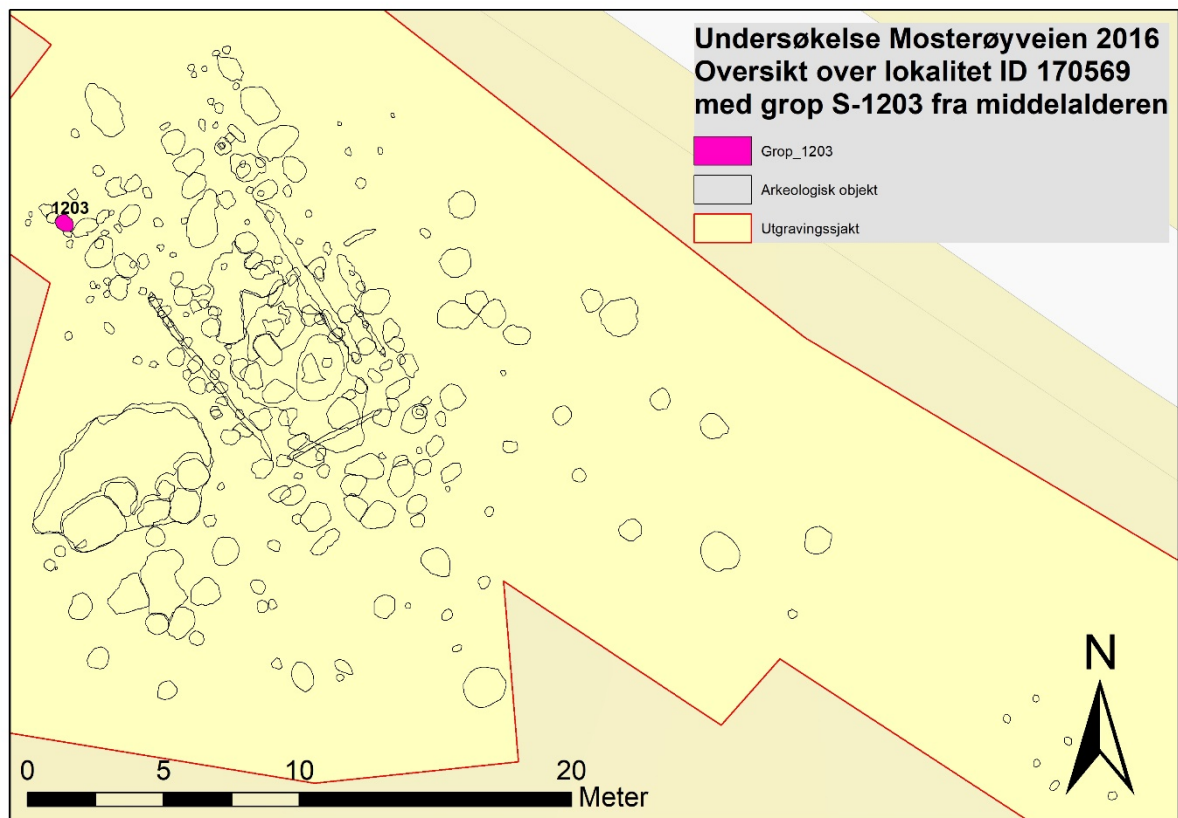 Undersøkelse Mosterøyveien 2016
Oversikt over lokalitet ID 170569
med grop S-1203 fra middelalderen
Grop_1203
Arkeologisk objekt
Utgravingssjakt
1203
N
0 5 10 20
Meter